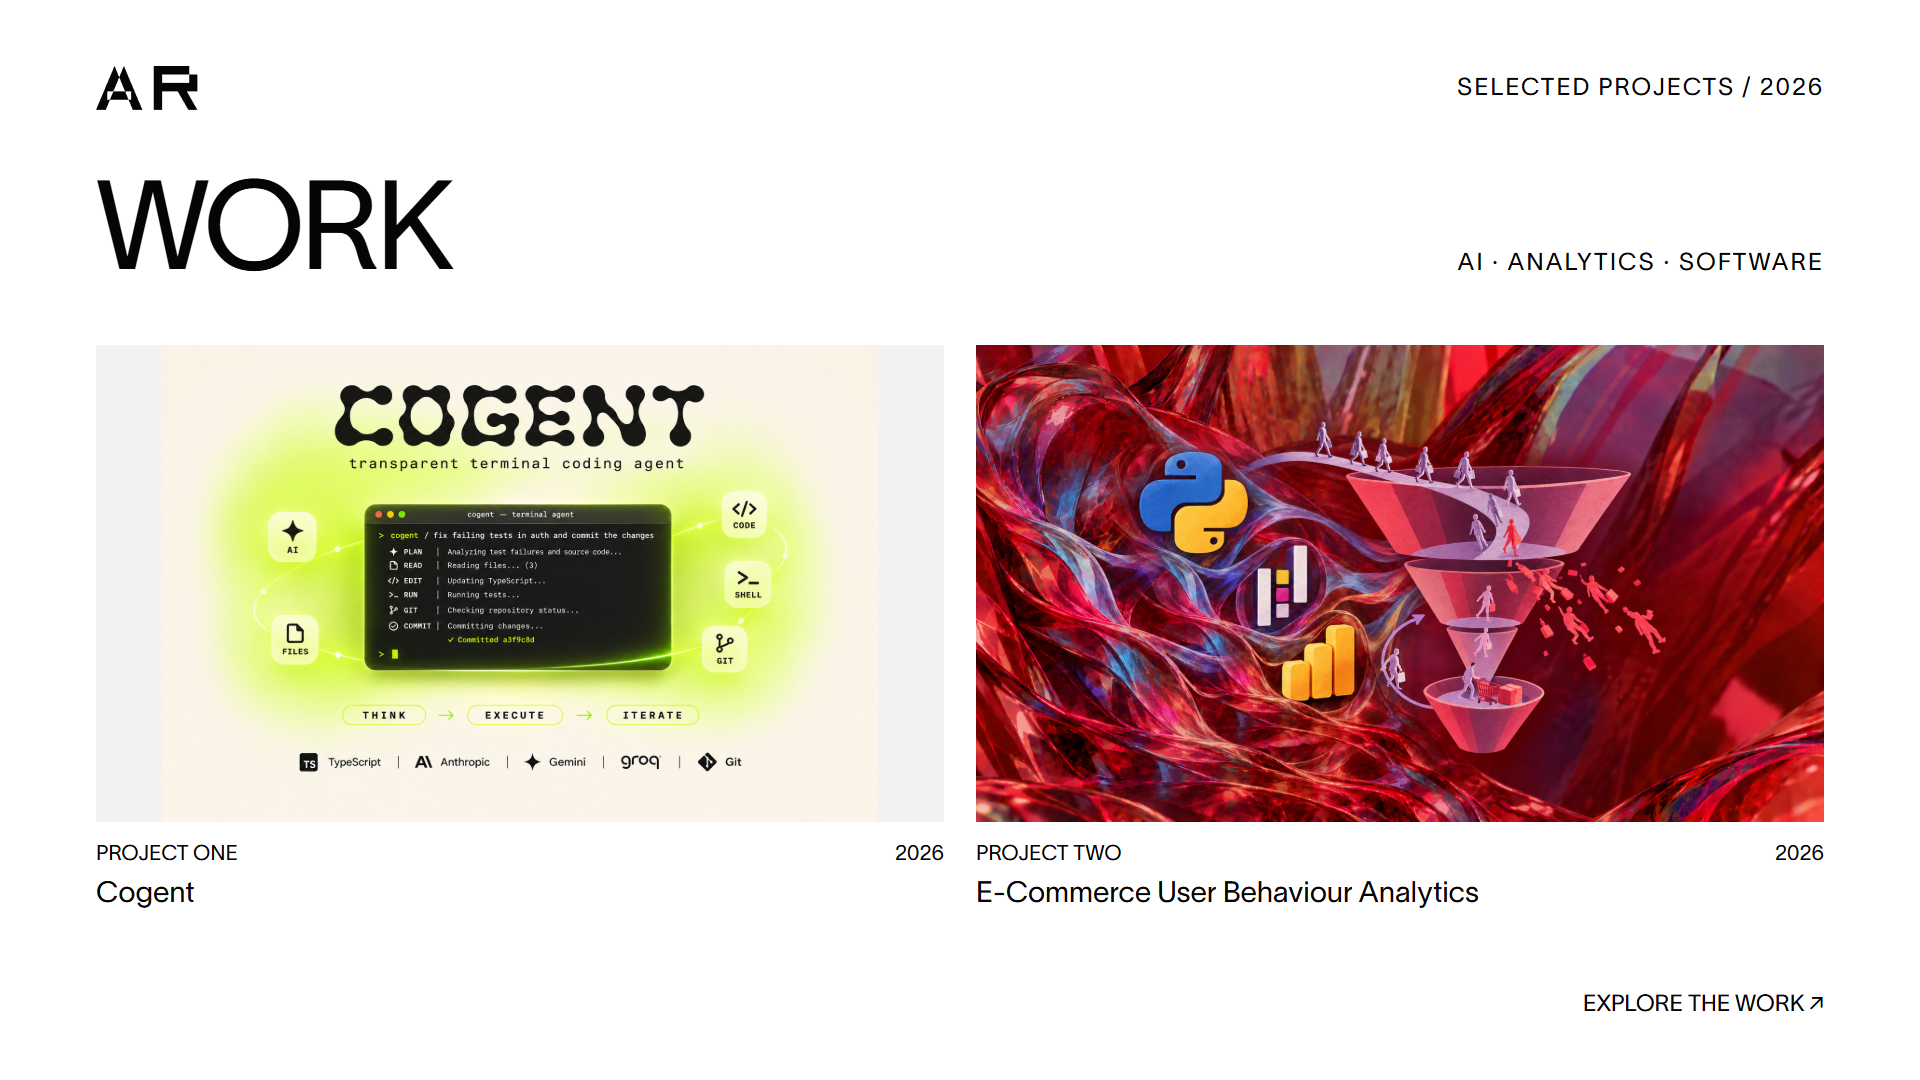 AR
SELECTED PROJECTS / 2026
WORK
AI · ANALYTICS · SOFTWARE
COGENT
transparent terminal coding agent
cogent — terminal agent
> cogent / fix failing tests in auth and commit the changes
PLAN | Analyzing test failures and source code...
READ | Reading files... (3)
</> EDIT | Updating TypeScript...
>_ RUN | Running tests...
GIT | Checking repository status...
COMMIT | Committing changes...
✓ Committed a3f9c8d
>
AI
FILES
</>
CODE
>_
SHELL
GIT
THINK → EXECUTE → ITERATE
TS TypeScript | Anthropic | Gemini | groq | Git
PROJECT ONE 2026
Cogent
PROJECT TWO 2026
E-Commerce User Behaviour Analytics
EXPLORE THE WORK ↗